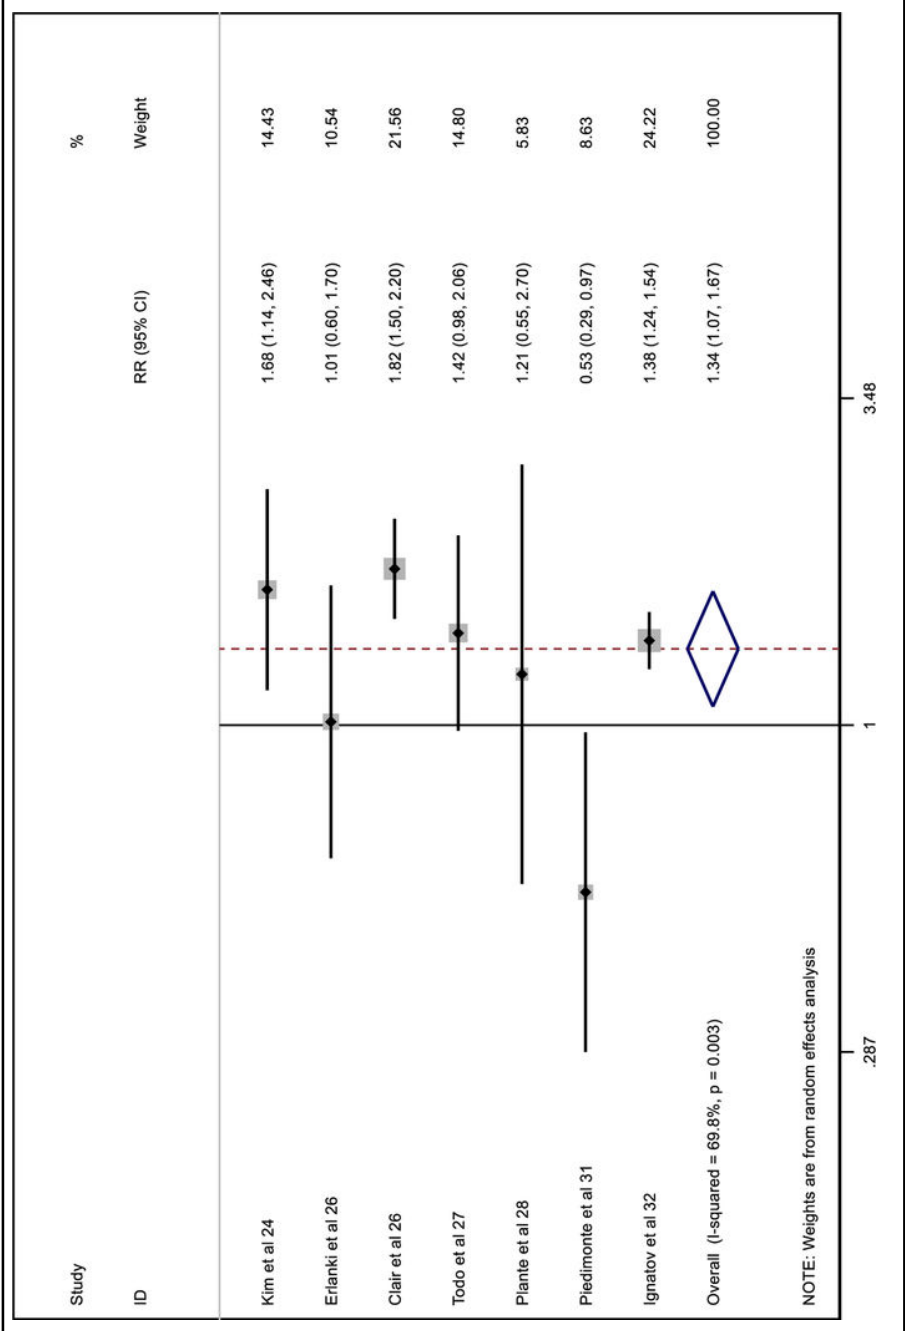 Study %
ID RR (95% CI) Weight
Kim et al 24 1.68 (1.14, 2.46) 14.43
Erlanki et al 26 1.01 (0.60, 1.70) 10.54
Clair et al 26 1.82 (1.50, 2.20) 21.56
Todo et al 27 1.42 (0.98, 2.06) 14.80
Plante et al 28 1.21 (0.55, 2.70) 5.83
Piedimonte et al 31 0.53 (0.29, 0.97) 8.63
Ignatov et al 32 1.38 (1.24, 1.54) 24.22
Overall (I-squared = 69.8%, p = 0.003) 1.34 (1.07, 1.67) 100.00
NOTE: Weights are from random effects analysis
.287 1 3.48